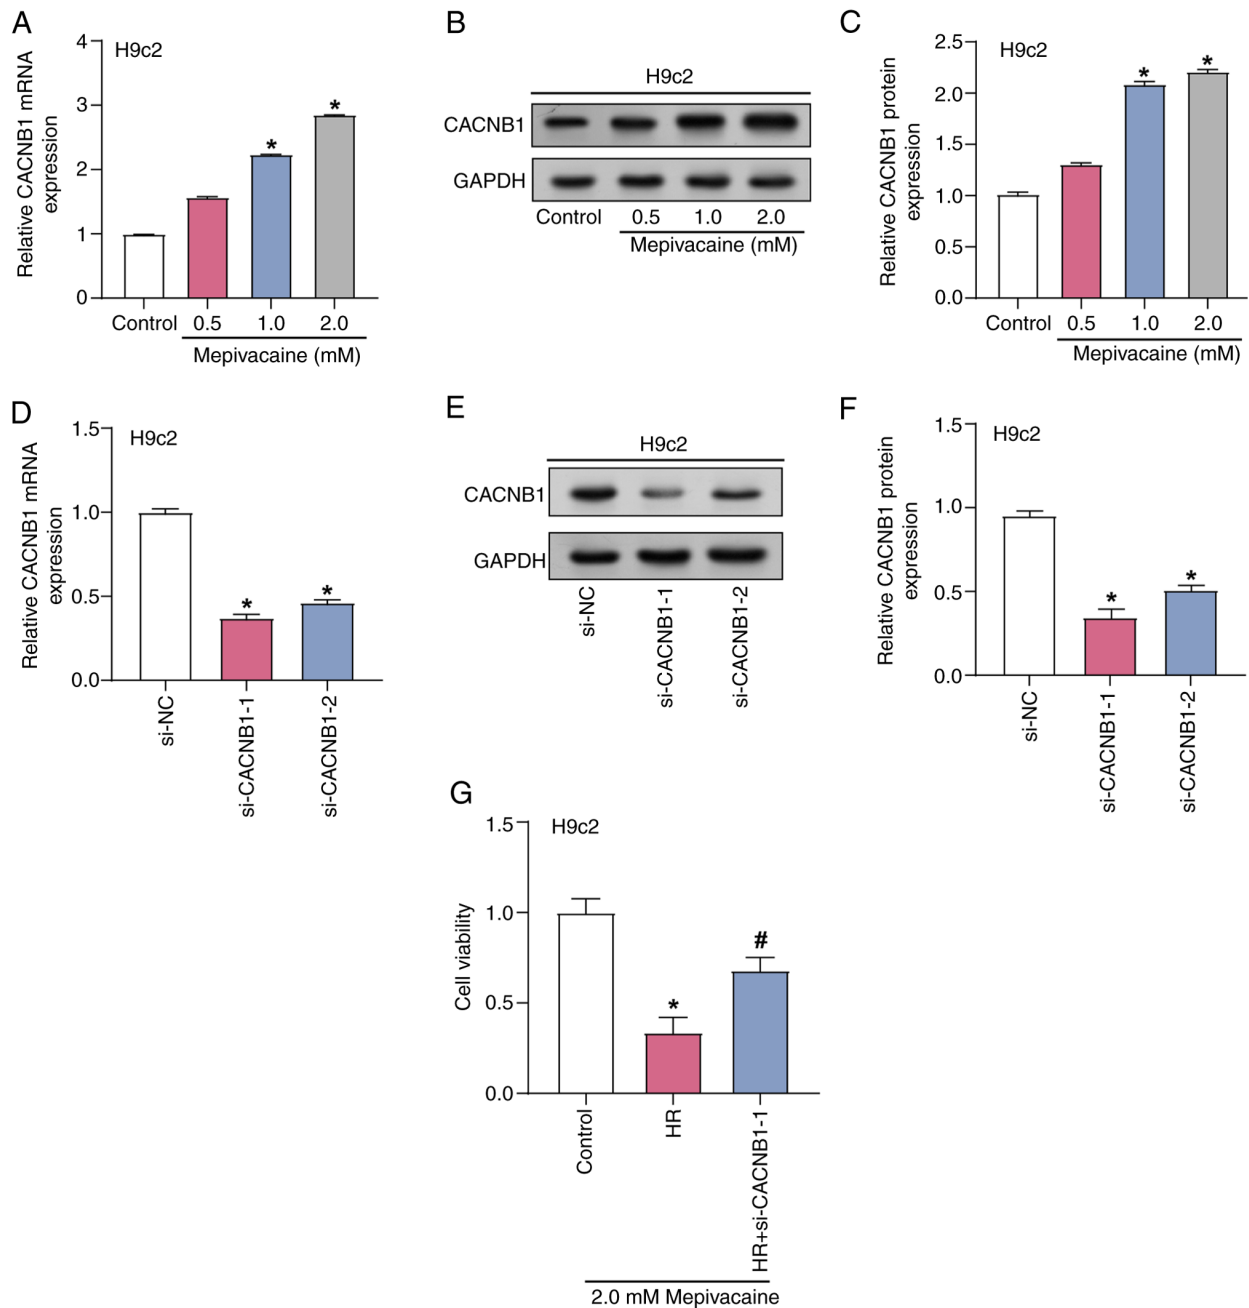 A
H9c2
Relative CACNB1 mRNA
expression
4
3
2
1
0
*
*
Control 0.5 1.0 2.0
Mepivacaine (mM)
B
H9c2
CACNB1
GAPDH
Control 0.5 1.0 2.0
Mepivacaine (mM)
C
H9c2
Relative CACNB1 protein
expression
2.5
2.0
1.5
1.0
0.5
0.0
*
*
Control 0.5 1.0 2.0
Mepivacaine (mM)
D
H9c2
Relative CACNB1 mRNA
expression
1.5
1.0
0.5
0.0
*
*
si-NC
si-CACNB1-1
si-CACNB1-2
E
H9c2
CACNB1
GAPDH
si-NC
si-CACNB1-1
si-CACNB1-2
F
H9c2
Relative CACNB1 protein
expression
1.5
1.0
0.5
0.0
*
*
si-NC
si-CACNB1-1
si-CACNB1-2
G
H9c2
Cell viability
1.5
1.0
0.5
0.0
*
#
Control
HR
HR+si-CACNB1-1
2.0 mM Mepivacaine